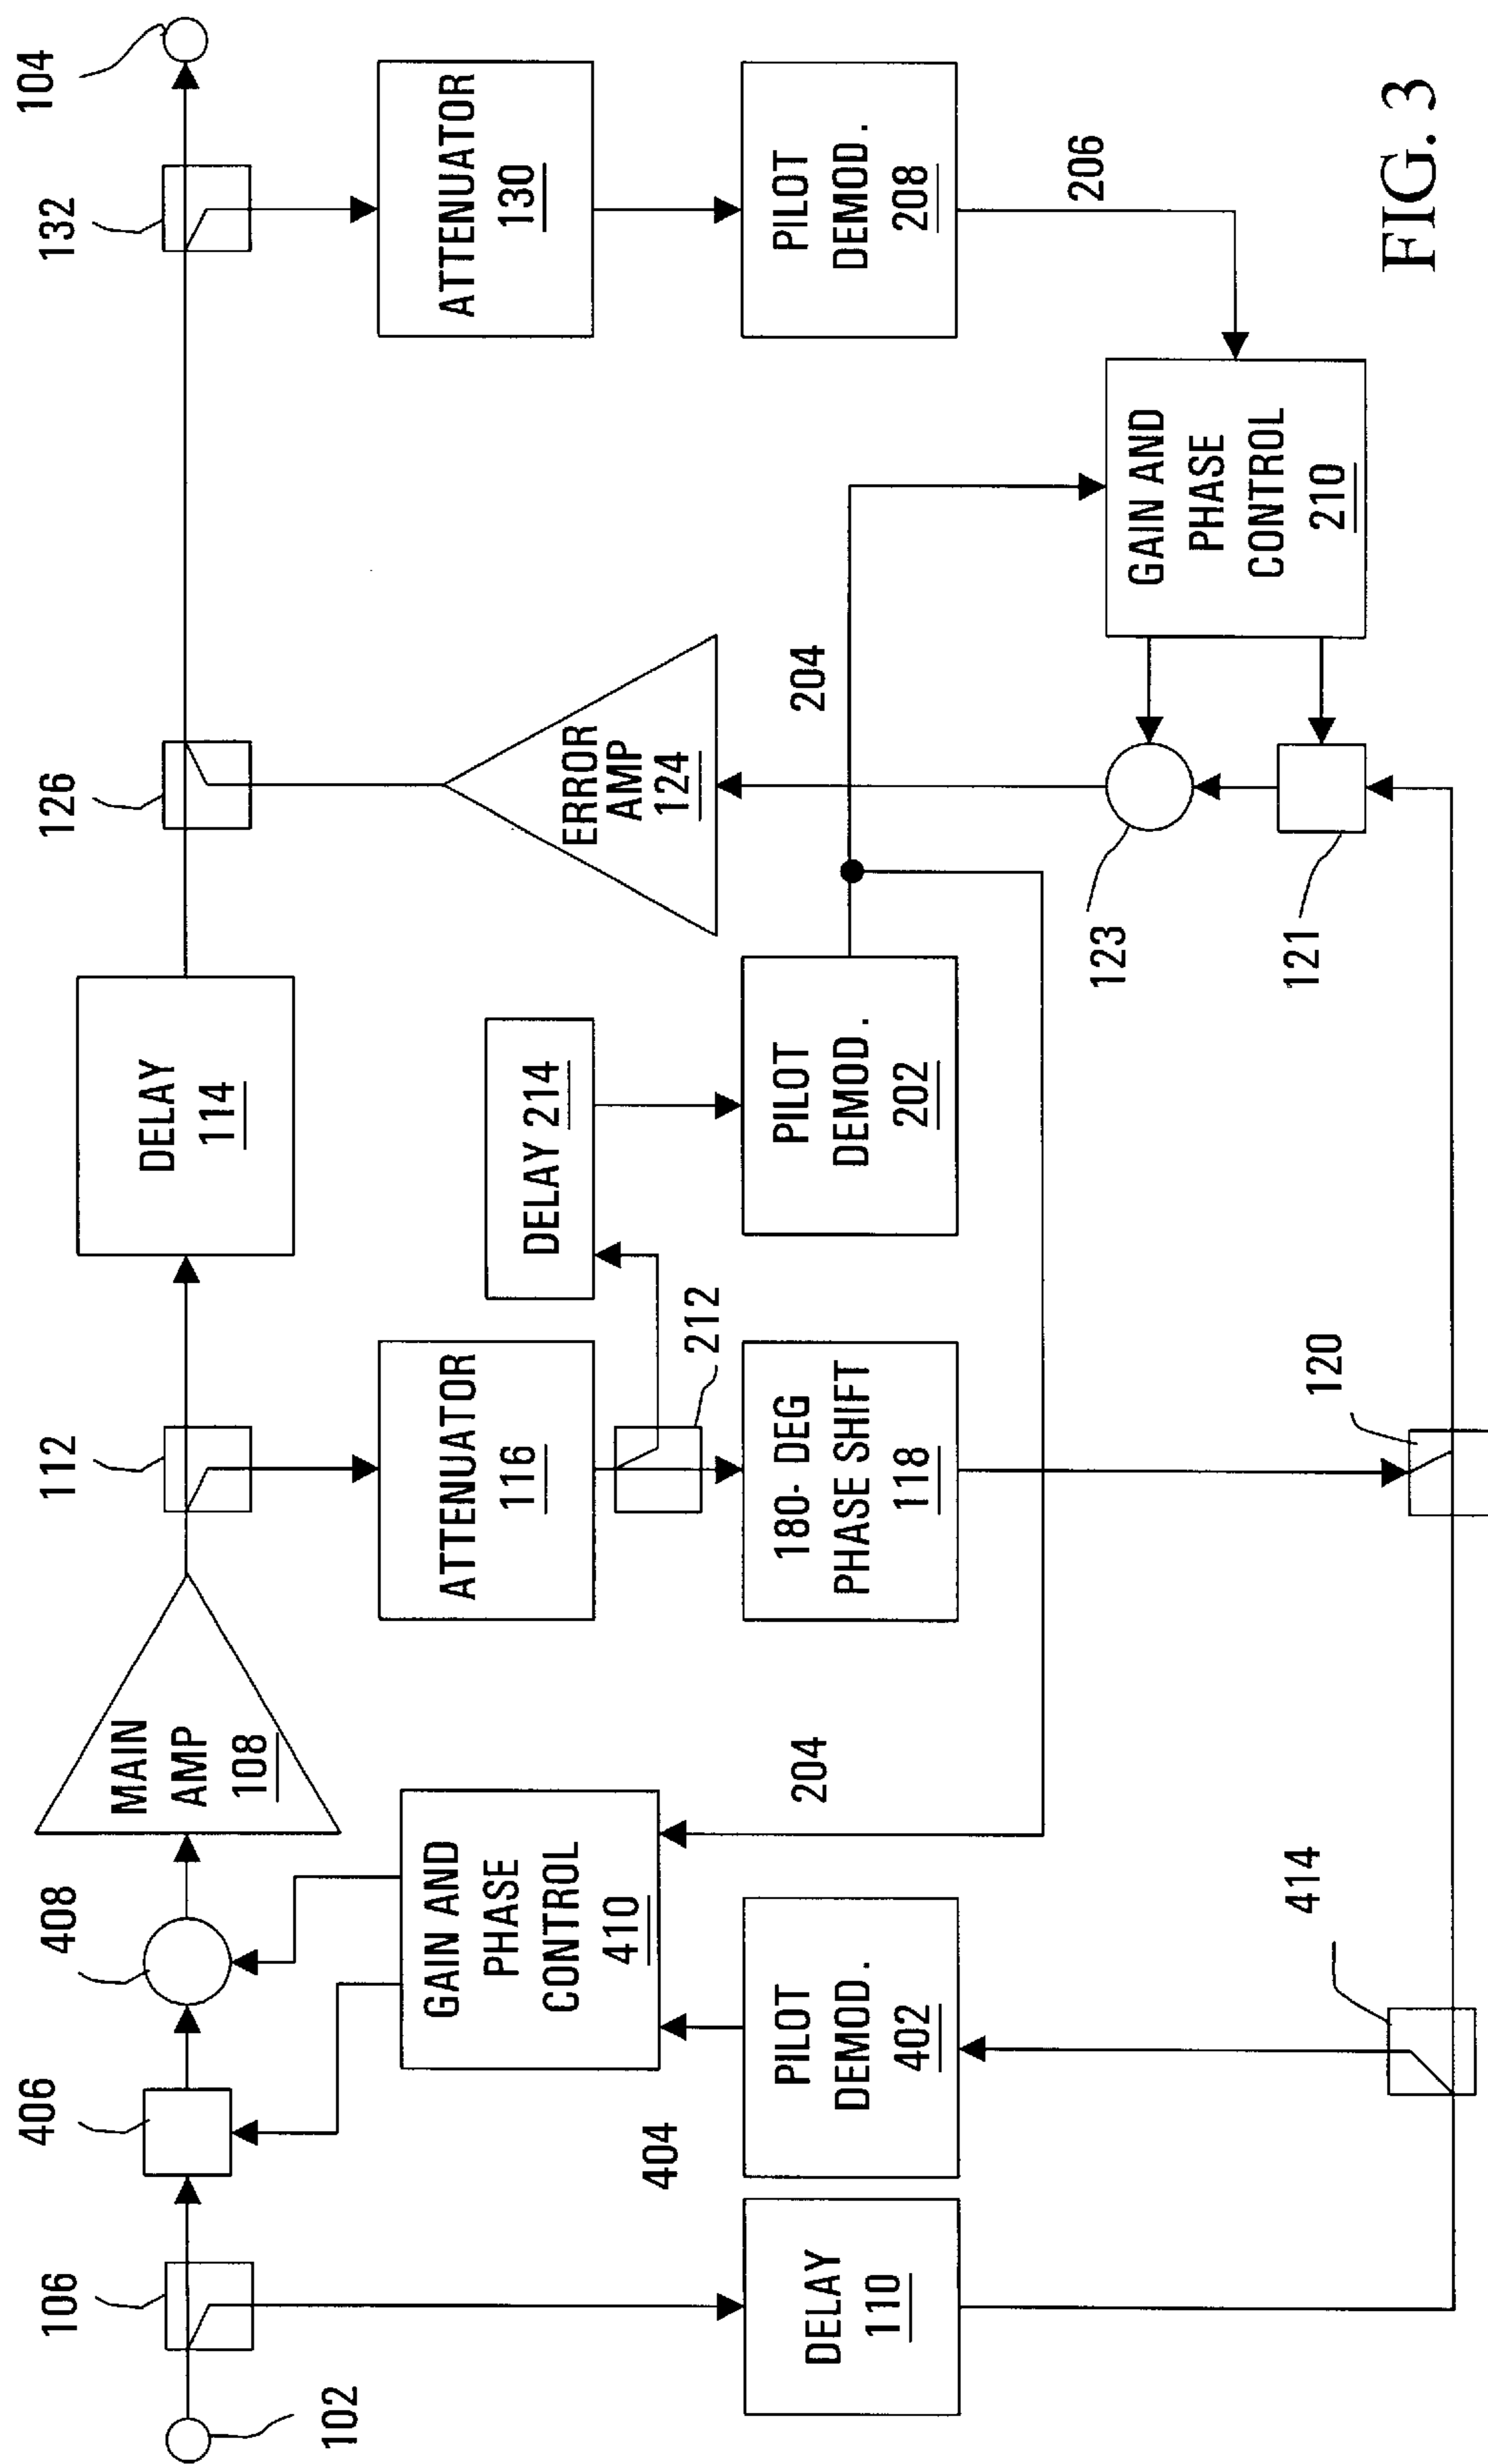 104
132
126
112
408
406
106
102
MAIN
AMP
108
DELAY
114
ATTENUATOR
130
ATTENUATOR
116
212
DELAY 214
ERROR
AMP
124
GAIN AND
PHASE
CONTROL
410
404
204
DELAY
110
PILOT
DEMOD.
402
180- DEG
PHASE SHIFT
118
PILOT
DEMOD.
202
204
PILOT
DEMOD.
208
206
GAIN AND
PHASE
CONTROL
210
123
121
120
414
FIG. 3